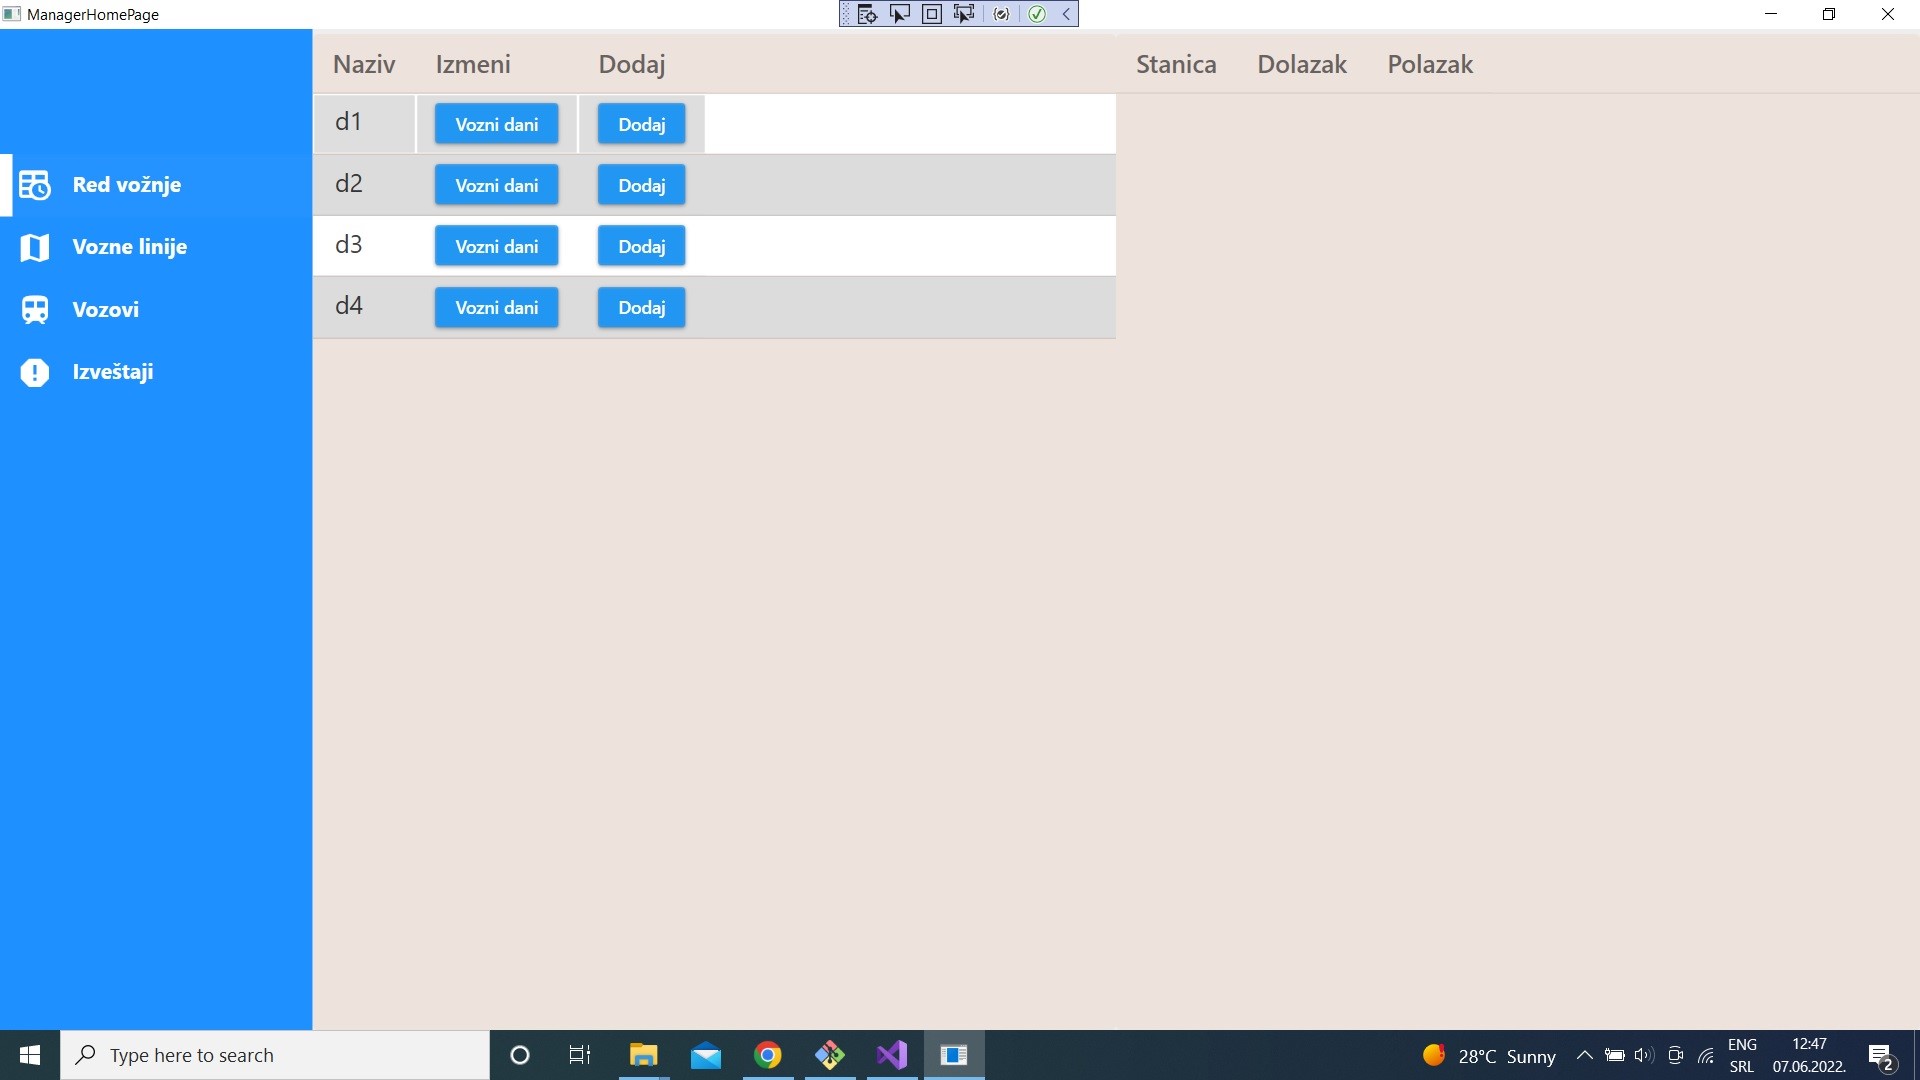 ManagerHomePage
Naziv Izmeni Dodaj Stanica Dolazak Polazak
d1 Vozni dani Dodaj
Red vožnje d2 Vozni dani Dodaj
Vozne linije d3 Vozni dani Dodaj
Vozovi d4 Vozni dani Dodaj
Izveštaji
Type here to search
28°C Sunny
ENG
SRL
12:47
07.06.2022.
2